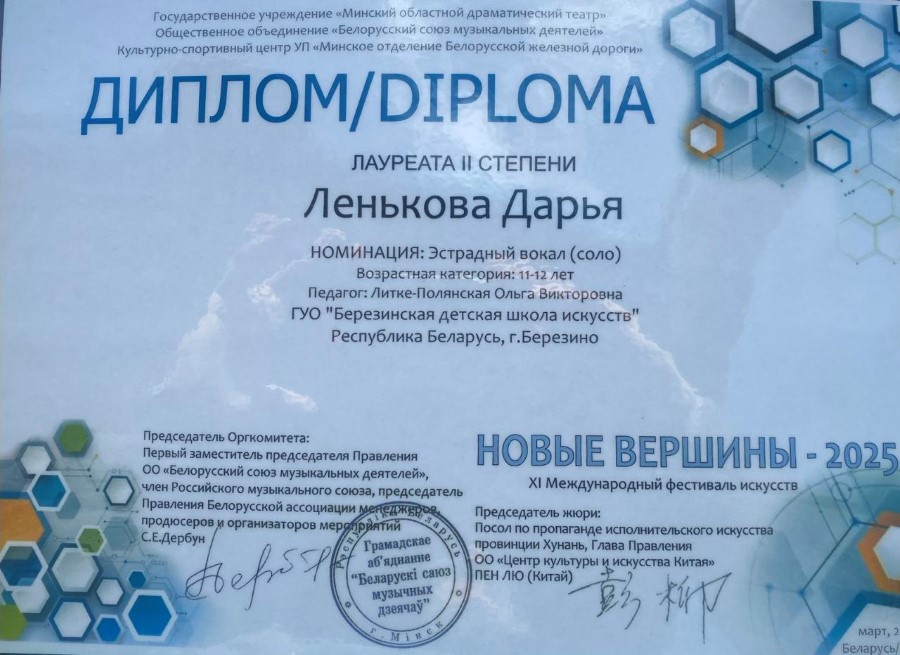 Государственное учреждение «Минский областной драматический театр»
Общественное объединение «Белорусский союз музыкальных деятелей»
Культурно-спортивный центр УП «Минское отделение Белорусской железной дороги»
ДИПЛОМ/DIPLOMA
ЛАУРЕАТА II СТЕПЕНИ
Ленькова Дарья
НОМИНАЦИЯ: Эстрадный вокал (соло)
Возрастная категория: 11-12 лет
Педагог: Литке-Полянская Ольга Викторовна
ГУО "Березинская детская школа искусств"
Республика Беларусь, г.Березино
Председатель Оргкомитета:
Первый заместитель председателя Правления
ОО «Белорусский союз музыкальных деятелей»,
член Российского музыкального союза, председатель
Правления Белорусской ассоциации менеджеров,
продюсеров и организаторов мероприятий
С.Е.Дербун
Рэспубліка Беларусь
Грамадскае
аб'яднанне
"Беларускі саюз
музычных
дзеячаў"
г. Мінск
НОВЫЕ ВЕРШИНЫ - 2025
XI Международный фестиваль искусств
Председатель жюри:
Посол по пропаганде исполнительского искусства
провинции Хунань, Глава Правления
ОО «Центр культуры и искусства Китая»
ПЕН ЛЮ (Китай)
март, 2
Беларусь/